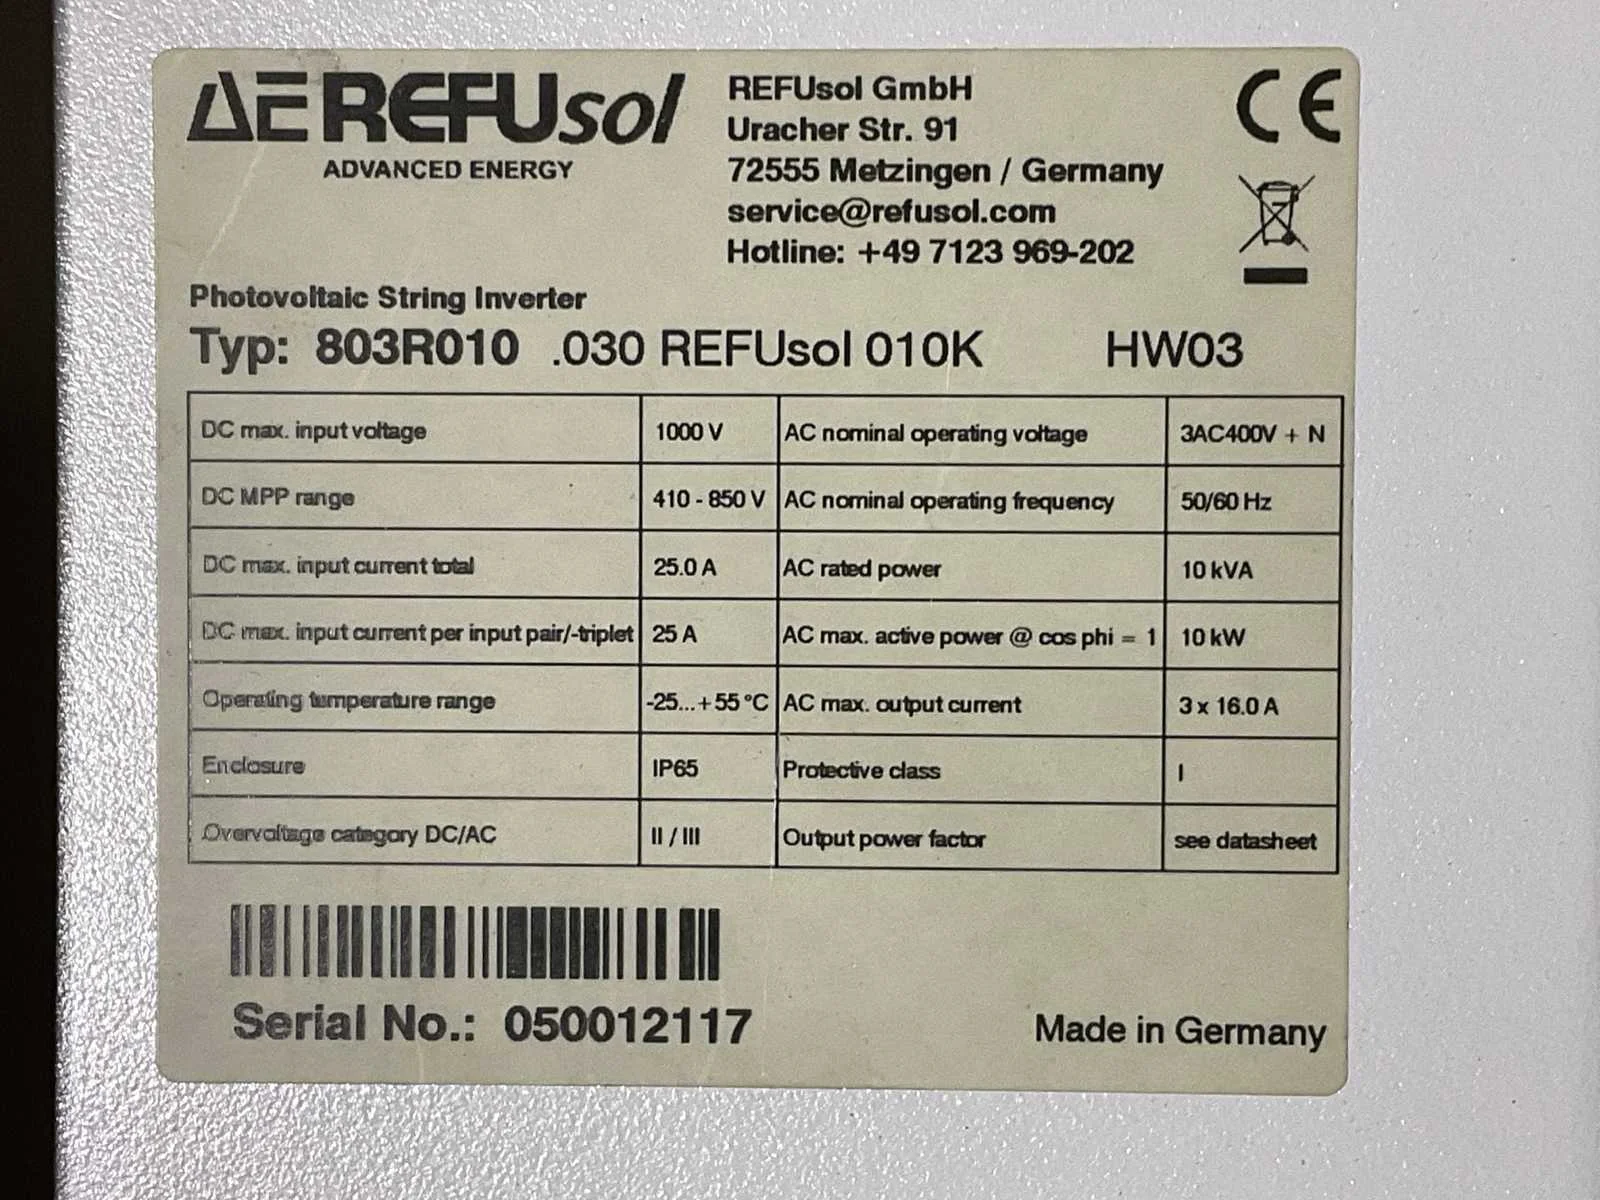 AEREFUsol
ADVANCED ENERGY
REFUsol GmbH
Uracher Str. 91
72555 Metzingen / Germany
service@refusol.com
Hotline: +49 7123 969-202
CE
Photovoltaic String Inverter
Typ: 803R010 .030 REFUsol 010K HW03
DC max. input voltage 1000 V AC nominal operating voltage 3AC400V + N
DC MPP range 410 - 850 V AC nominal operating frequency 50/60 Hz
DC max. input current total 25.0 A AC rated power 10 kVA
DC max. input current per input pair/-triplet 25 A AC max. active power @ cos phi = 1 10 kW
Operating temperature range -25...+55 °C AC max. output current 3 x 16.0 A
Enclosure IP65 Protective class I
Overvoltage category DC/AC II / III Output power factor see datasheet
Serial No.: 050012117
Made in Germany